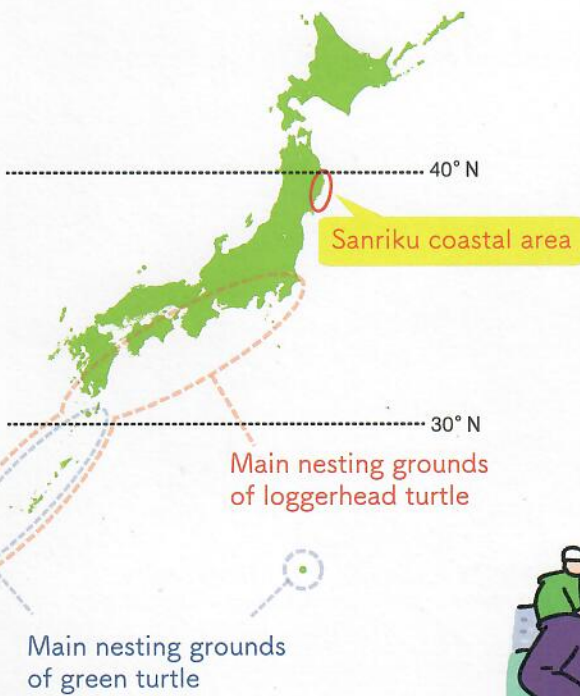 40° N
Sanriku coastal area
30° N
Main nesting grounds
of loggerhead turtle
Main nesting grounds
of green turtle